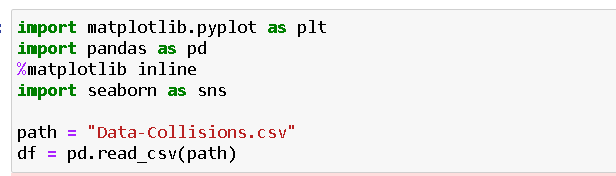 import matplotlib.pyplot as plt
import pandas as pd
%matplotlib inline
import seaborn as sns
path = "Data-Collisions.csv"
df = pd.read_csv(path)